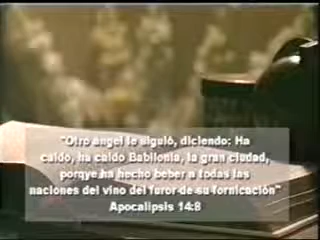 "Otro angel le siguió, diciendo: Ha
caído, ha caído Babilonia, la gran ciudad,
porque ha hecho beber a todas las
naciones del vino del furor de su fornicación"
Apocalipsis 14:8